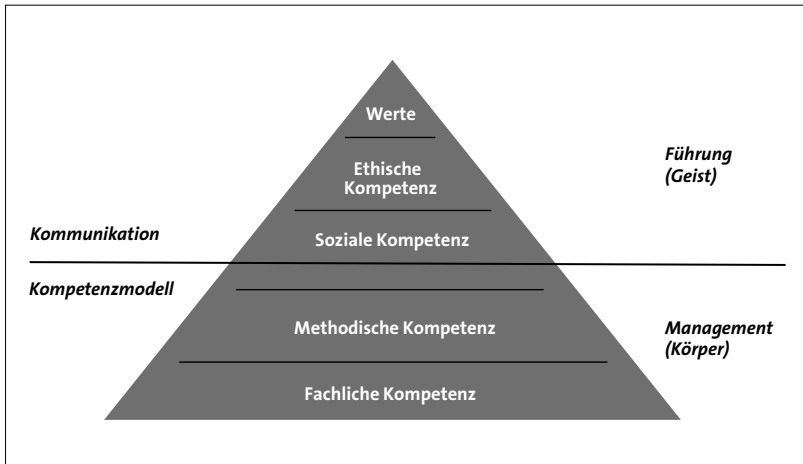 Werte
Ethische
Kompetenz
Führung
(Geist)
Kommunikation
Soziale Kompetenz
Kompetenzmodell
Methodische Kompetenz
Management
(Körper)
Fachliche Kompetenz